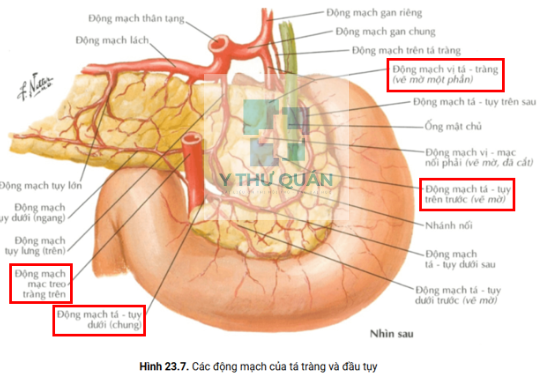 Động mạch thân tạng
Động mạch lách
Động mạch gan riêng
Động mạch gan chung
Động mạch trên tá tràng
Động mạch vị tá - tràng
(vẽ mờ một phần)
Động mạch tá - tụy trên sau
Ống mật chủ
Động mạch vị - mạc
nối phải (vẽ mờ, đã cắt)
Động mạch tá - tụy
trên trước (vẽ mờ)
Nhánh nối
Động mạch
tá - tụy dưới sau
Động mạch tá - tụy
dưới trước (vẽ mờ)
Động mạch tụy lớn
Động mạch
ụy dưới (ngang)
Động mạch
tụy lưng (trên)
Động mạch
mạc treo
tràng trên
Động mạch tá - tụy
dưới (chung)
Y THƯ QUÁN
Nhìn sau
Hình 23.7. Các động mạch của tá tràng và đầu tụy